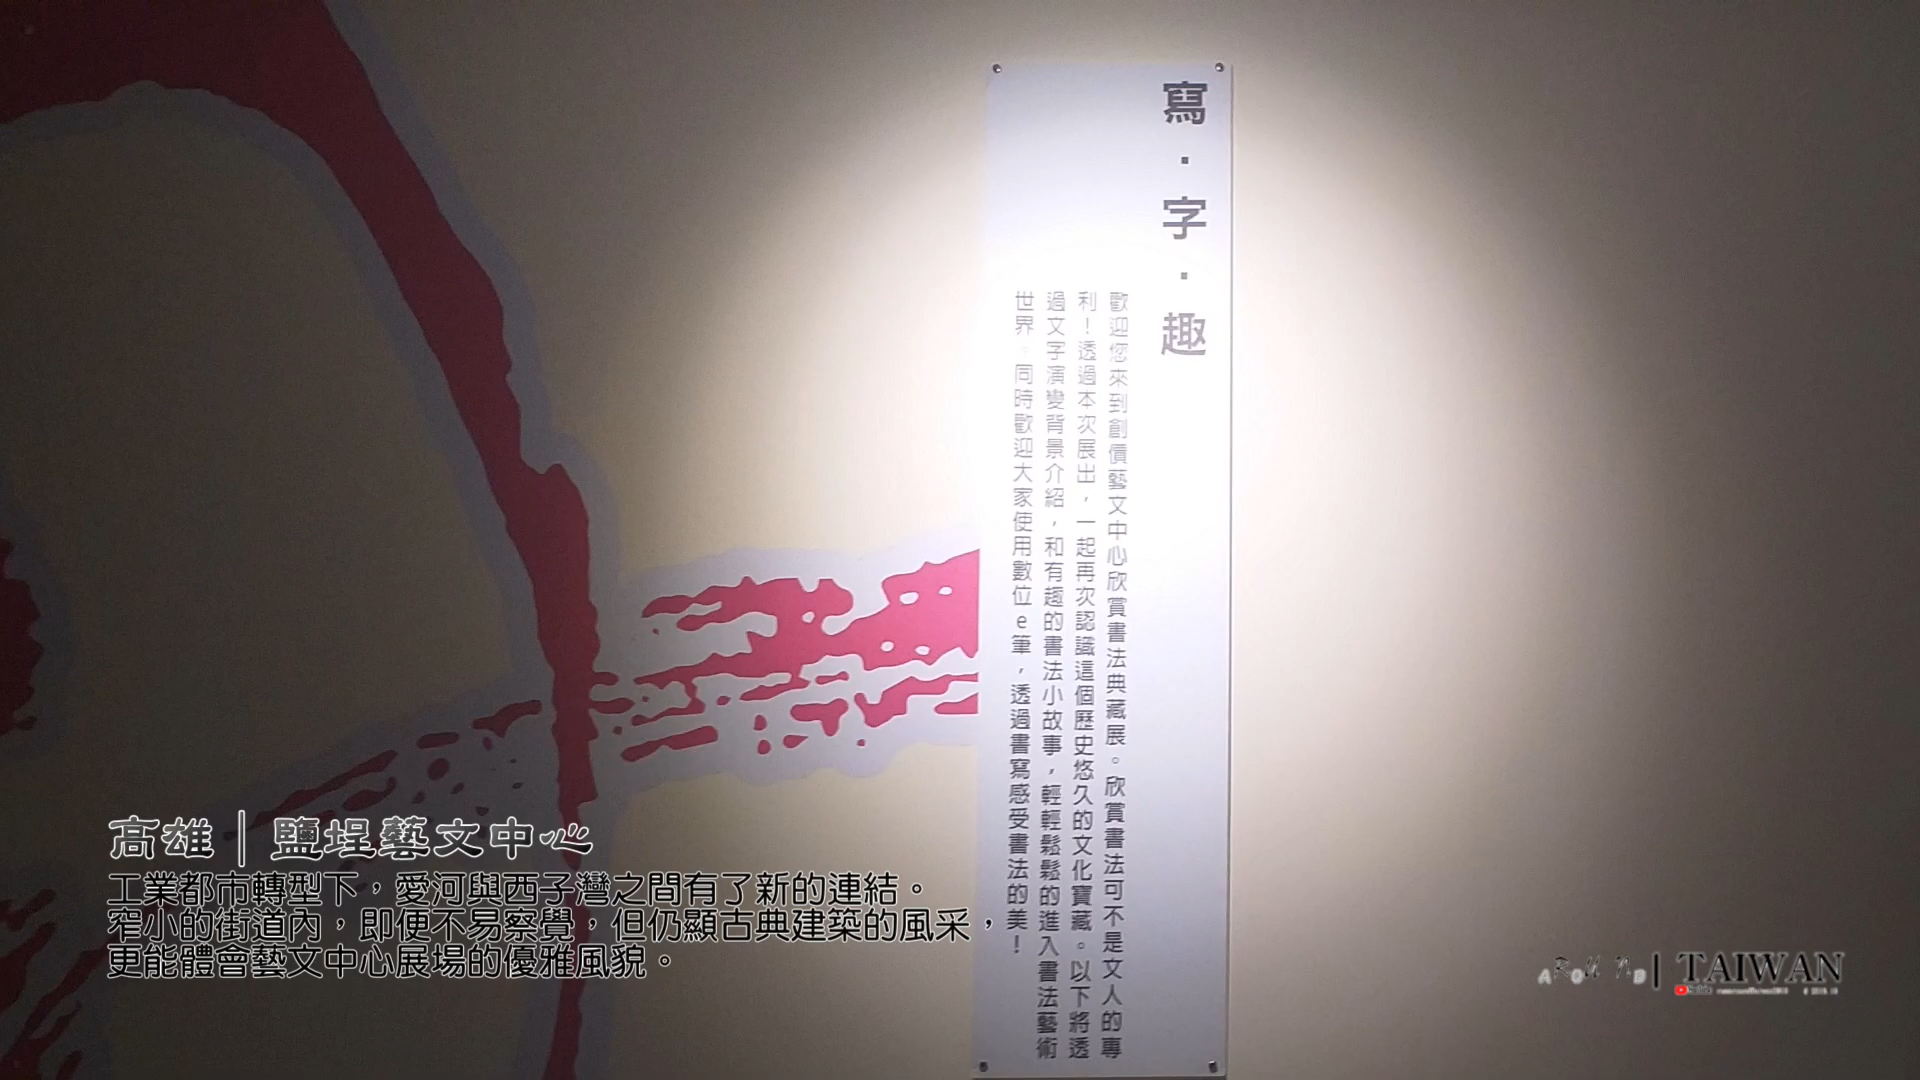 寫．字．趣
歡迎您來到創價藝文中心欣賞書法典藏展。欣賞書法可不是文人的專
利！透過本次展出，一起再次認識這個歷史悠久的文化寶藏。以下將透
過文字演變背景介紹，和有趣的書法小故事，輕輕鬆鬆的進入書法藝術
世界。同時歡迎大家使用數位e筆，透過書寫感受書法的美！
高雄｜鹽埕藝文中心
工業都市轉型下，愛河與西子灣之間有了新的連結。
窄小的街道內，即便不易察覺，但仍顯古典建築的風采，
更能體會藝文中心展場的優雅風貌。
AROUND | TAIWAN